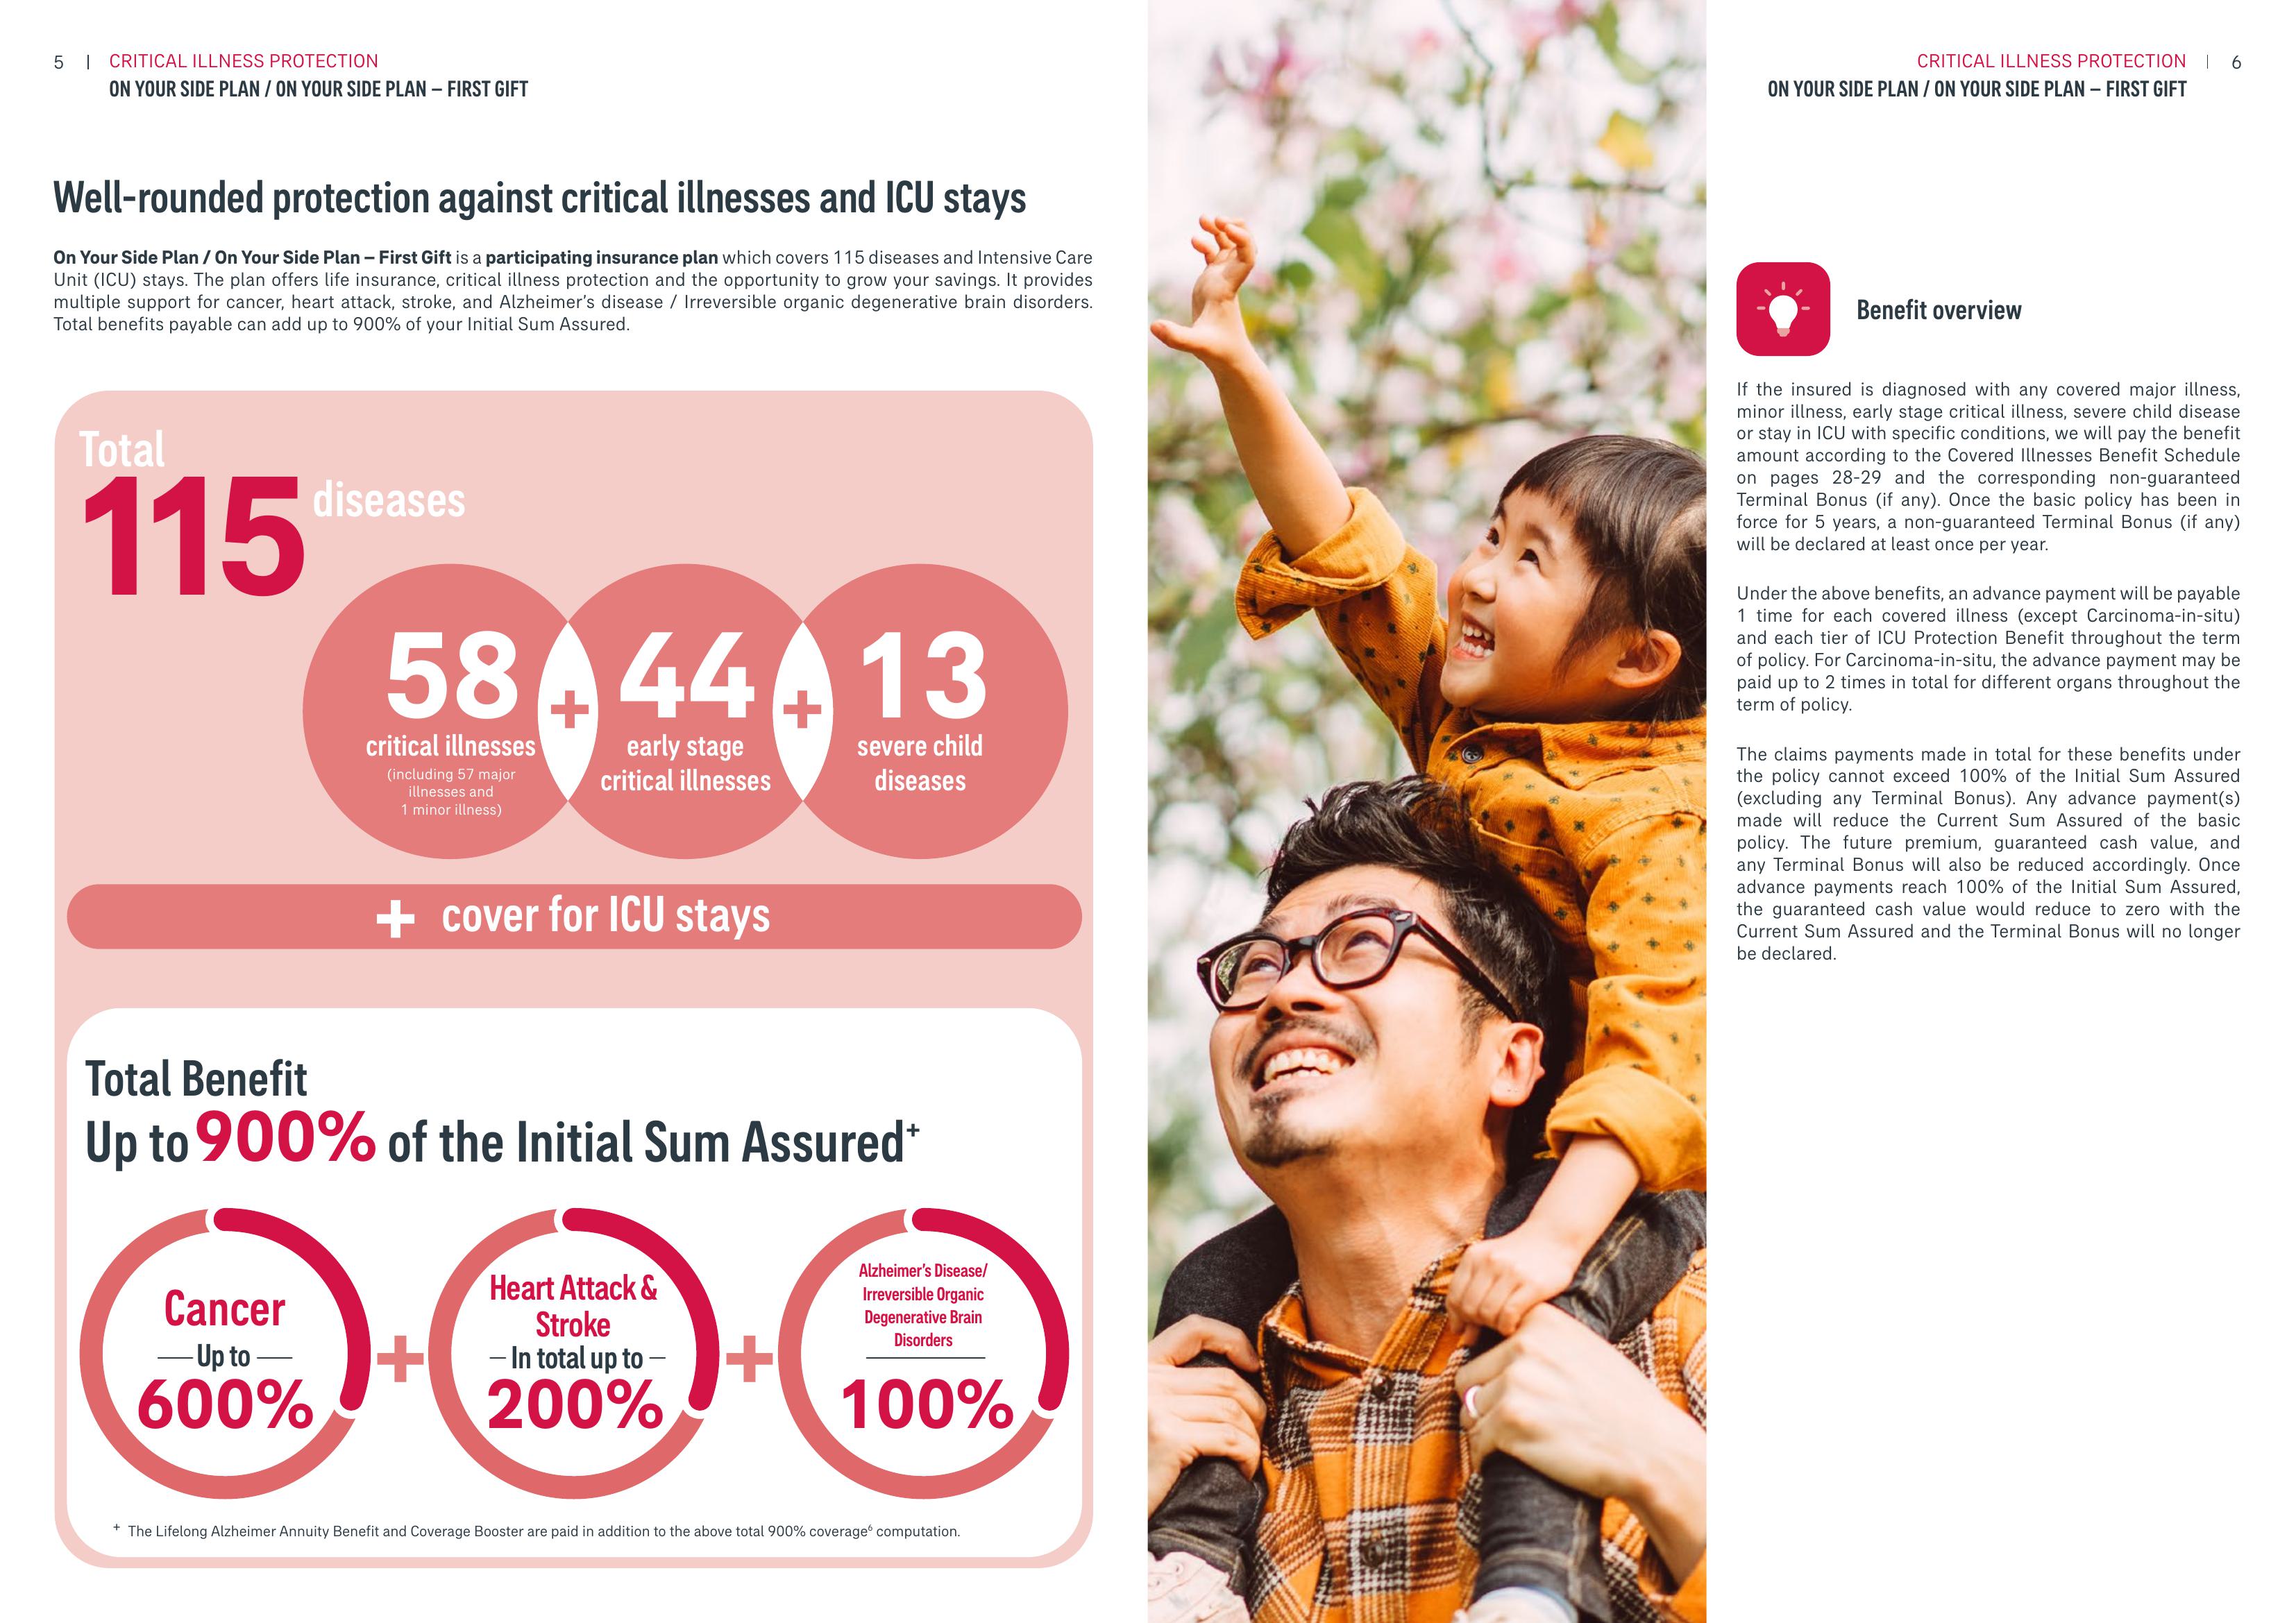 5 | CRITICAL ILLNESS PROTECTION
ON YOUR SIDE PLAN / ON YOUR SIDE PLAN – FIRST GIFT
Well-rounded protection against critical illnesses and ICU stays
On Your Side Plan / On Your Side Plan – First Gift is a participating insurance plan which covers 115 diseases and Intensive Care
Unit (ICU) stays. The plan offers life insurance, critical illness protection and the opportunity to grow your savings. It provides
multiple support for cancer, heart attack, stroke, and Alzheimer's disease / Irreversible organic degenerative brain disorders.
Total benefits payable can add up to 900% of your Initial Sum Assured.
Total
115 diseases
58
critical illnesses
(including 57 major
illnesses and
1 minor illness)
+
44
early stage
critical illnesses
+
13
severe child
diseases
+ cover for ICU stays
Total Benefit
Up to 900% of the Initial Sum Assured⁺
Cancer
Up to
600%
+
Heart Attack &
Stroke
In total up to
200%
+
Alzheimer's Disease/
Irreversible Organic
Degenerative Brain
Disorders
100%
⁺ The Lifelong Alzheimer Annuity Benefit and Coverage Booster are paid in addition to the above total 900% coverage⁶ computation.
CRITICAL ILLNESS PROTECTION | 6
ON YOUR SIDE PLAN / ON YOUR SIDE PLAN – FIRST GIFT
Benefit overview
If the insured is diagnosed with any covered major illness,
minor illness, early stage critical illness, severe child disease
or stay in ICU with specific conditions, we will pay the benefit
amount according to the Covered Illnesses Benefit Schedule
on pages 28-29 and the corresponding non-guaranteed
Terminal Bonus (if any). Once the basic policy has been in
force for 5 years, a non-guaranteed Terminal Bonus (if any)
will be declared at least once per year.
Under the above benefits, an advance payment will be payable
1 time for each covered illness (except Carcinoma-in-situ)
and each tier of ICU Protection Benefit throughout the term
of policy. For Carcinoma-in-situ, the advance payment may be
paid up to 2 times in total for different organs throughout the
term of policy.
The claims payments made in total for these benefits under
the policy cannot exceed 100% of the Initial Sum Assured
(excluding any Terminal Bonus). Any advance payment(s)
made will reduce the Current Sum Assured of the basic
policy. The future premium, guaranteed cash value, and
any Terminal Bonus will also be reduced accordingly. Once
advance payments reach 100% of the Initial Sum Assured,
the guaranteed cash value would reduce to zero with the
Current Sum Assured and the Terminal Bonus will no longer
be declared.